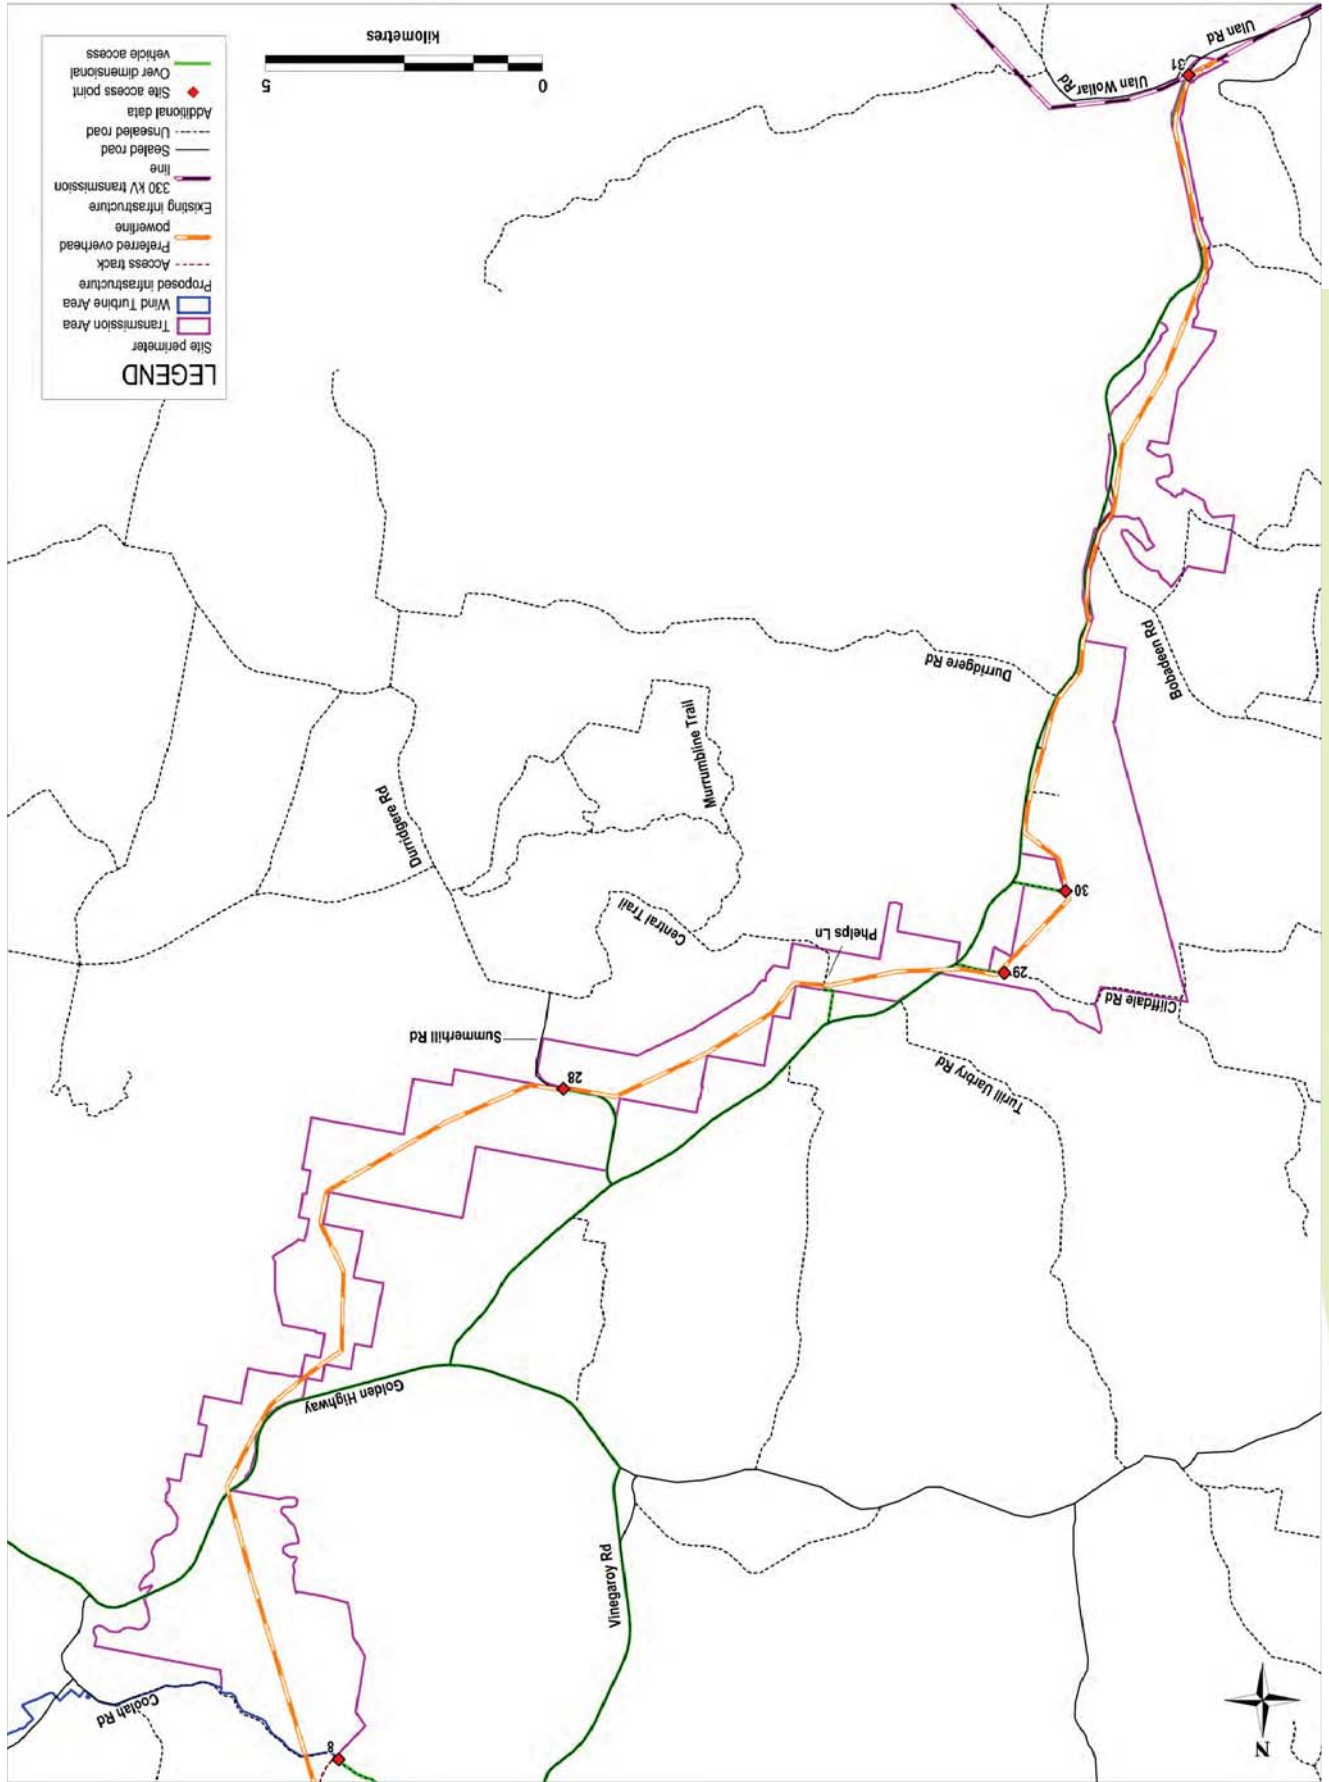 N
8
Coolah Rd
Vinegaroy Rd
Golden Highway
28
Summerhill Rd
Turill Uarbry Rd
Cliffdale Rd
29
Phelps Ln
Central Trail
30
Durridgere Rd
Murrumbline Trail
Bobadeen Rd
Durridgere Rd
31
Ulan Wollar Rd
Ulan Rd
0
5
kilometres
LEGEND
Site perimeter
Transmission Area
Wind Turbine Area
Proposed infrastructure
Access track
Preferred overhead
powerline
Existing infrastructure
330 kV transmission
line
Sealed road
Unsealed road
Additional data
Site access point
Over dimensional
vehicle access